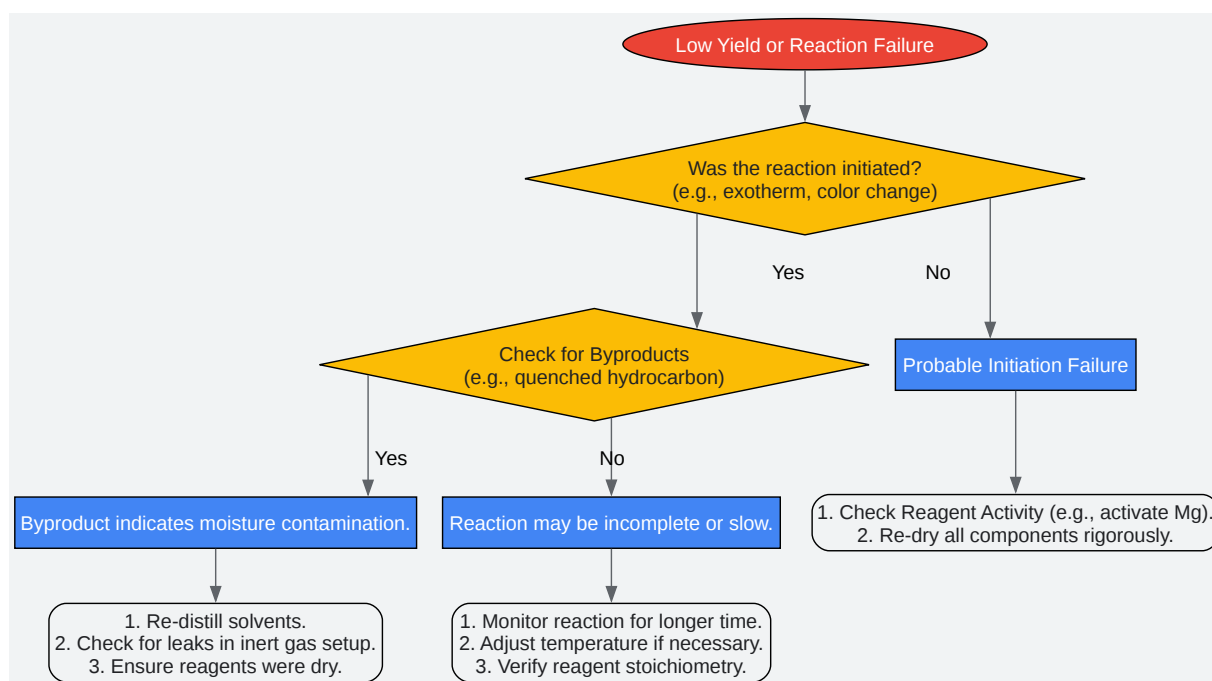 Low Yield or Reaction Failure
Was the reaction initiated?
(e.g., exotherm, color change)
Yes
No
Check for Byproducts
(e.g., quenched hydrocarbon)
Probable Initiation Failure
Yes
No
Byproduct indicates moisture contamination.
Reaction may be incomplete or slow.
1. Check Reagent Activity (e.g., activate Mg).
2. Re-dry all components rigorously.
1. Re-distill solvents.
2. Check for leaks in inert gas setup.
3. Ensure reagents were dry.
1. Monitor reaction for longer time.
2. Adjust temperature if necessary.
3. Verify reagent stoichiometry.